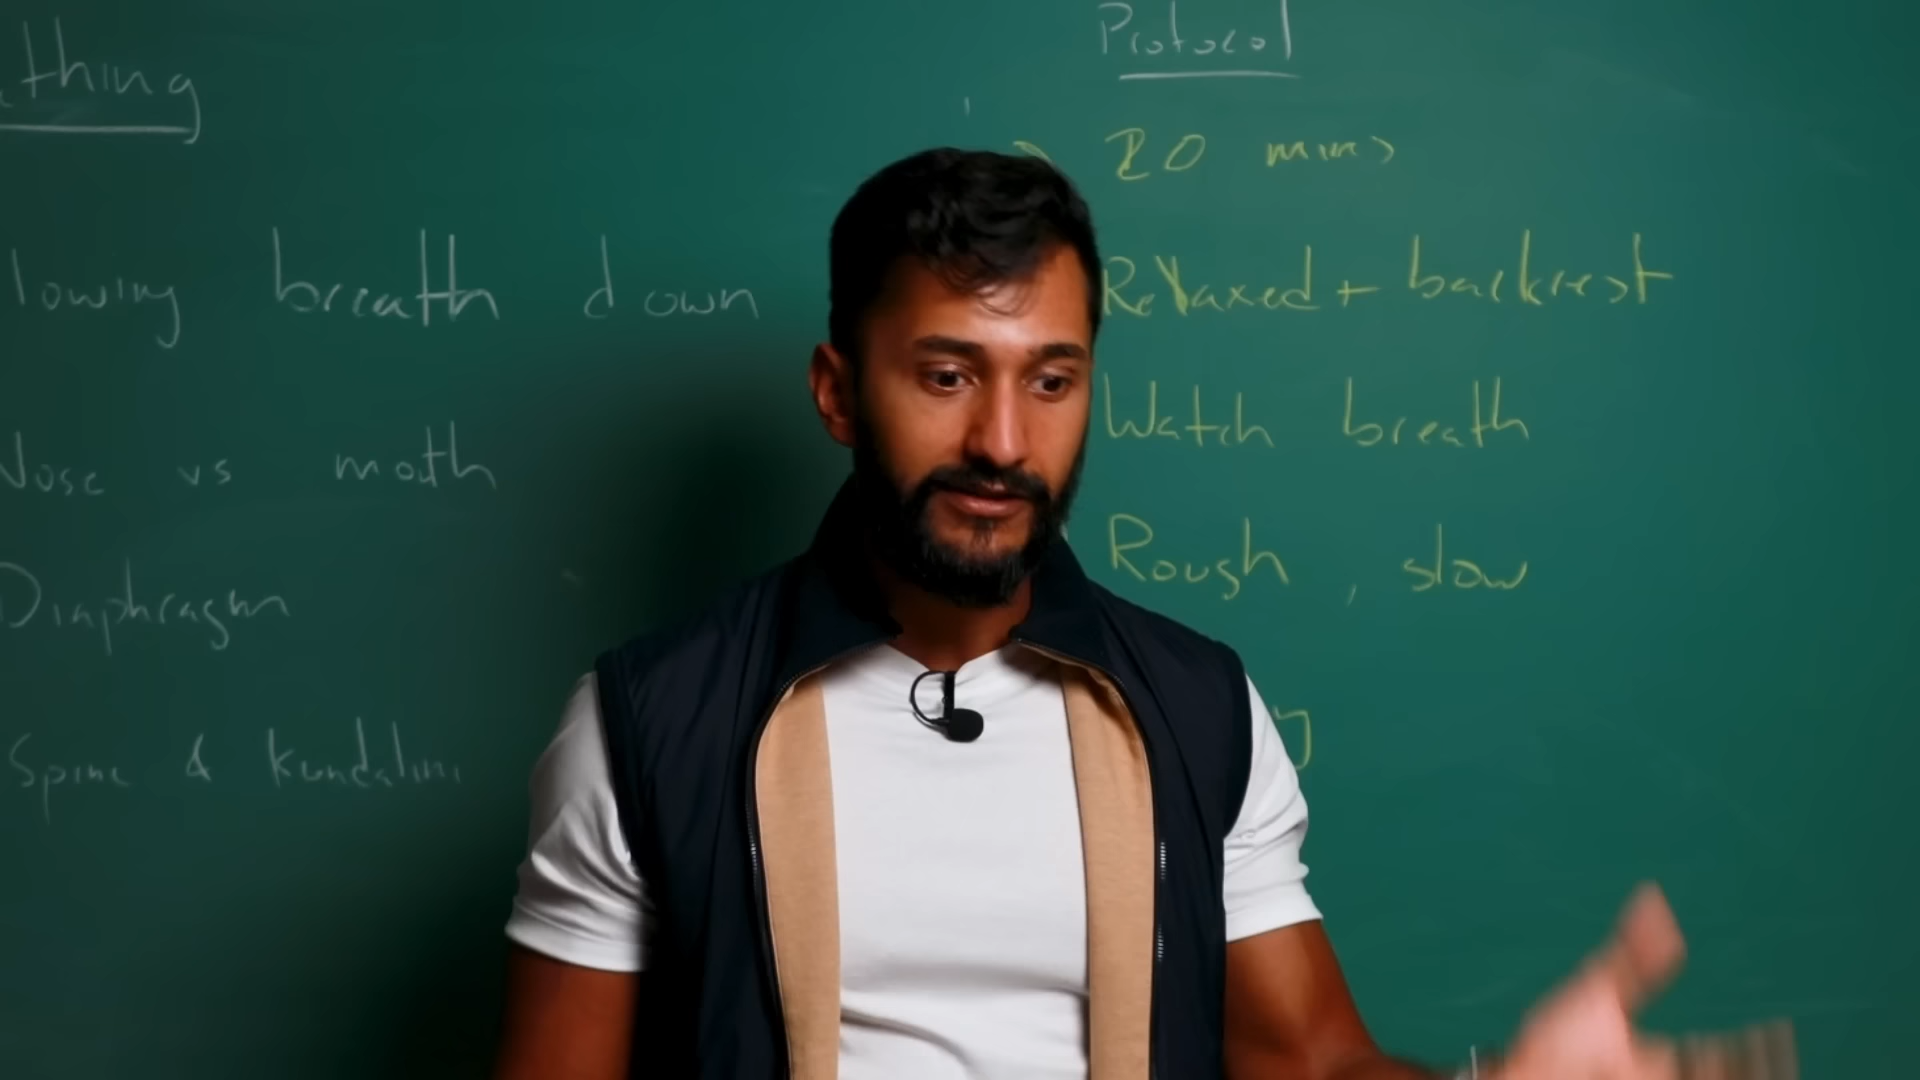 thing
lowing breath down
Nose vs moth
Diaphragm
Spine & kundalini
Protocol
20 mins
Relaxed + backrest
Watch breath
Rough, slow
y